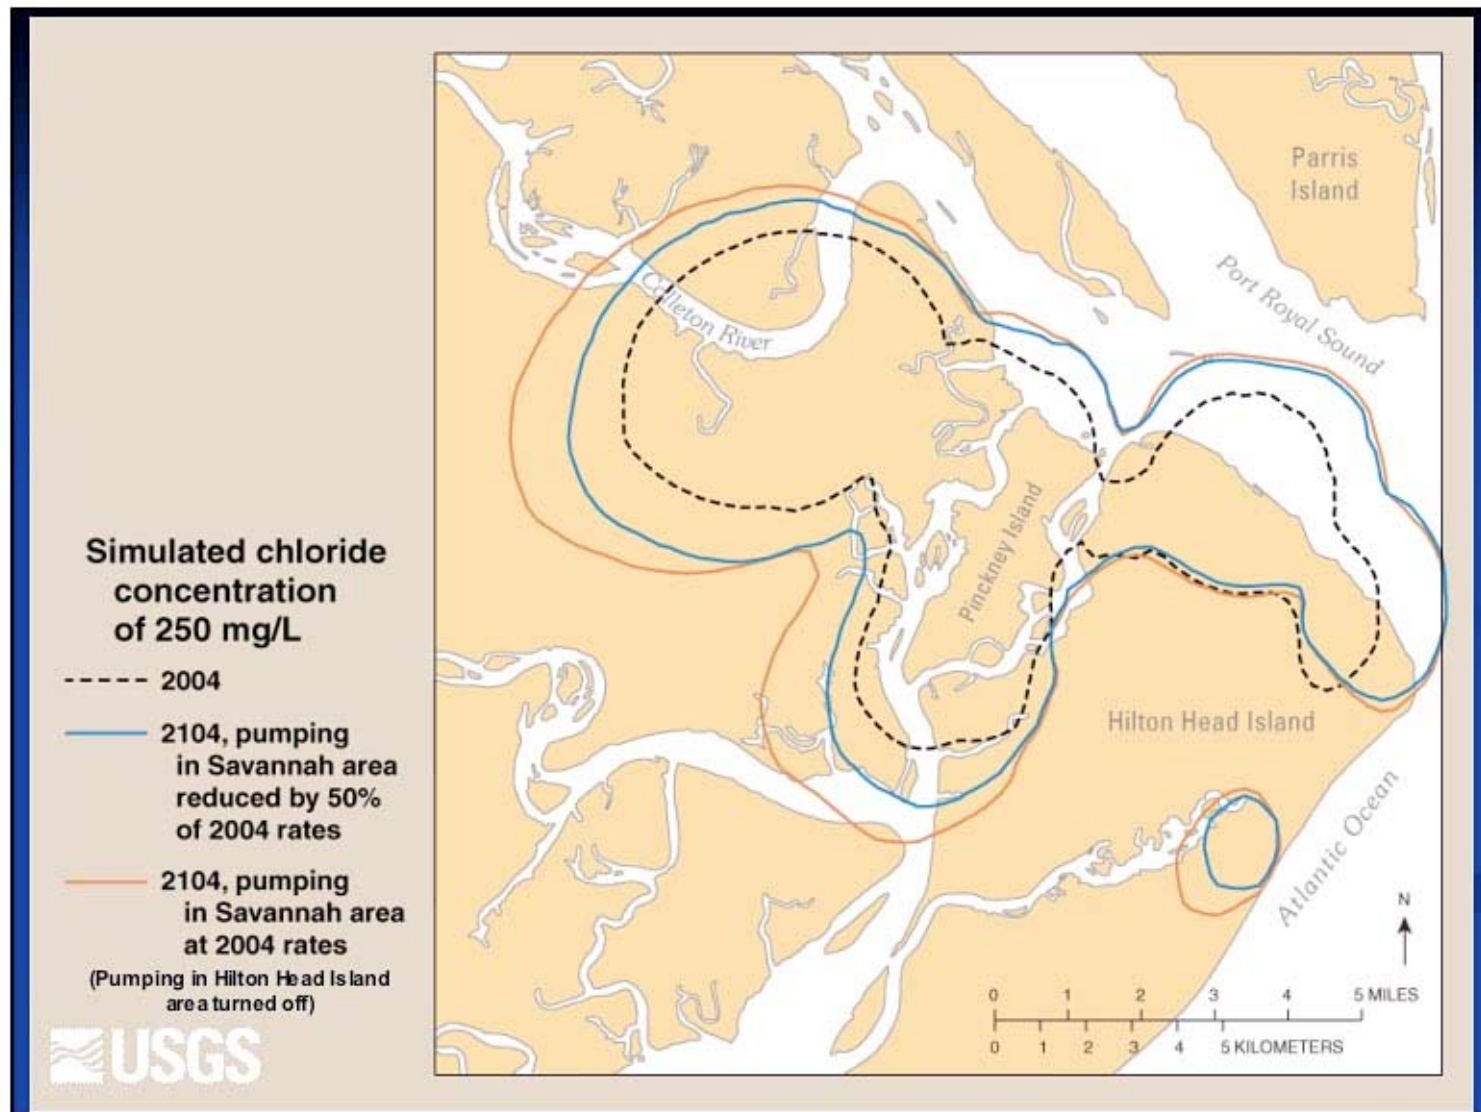 Simulated chloride
concentration
of 250 mg/L
2004
2104, pumping
in Savannah area
reduced by 50%
of 2004 rates
2104, pumping
in Savannah area
at 2004 rates
(Pumping in Hilton Head Island
area turned off)
USGS
Parris
Island
Port Royal Sound
Colleton River
Pinckney Island
Hilton Head Island
Atlantic Ocean
N
0 1 2 3 4 5 MILES
0 1 2 3 4 5 KILOMETERS